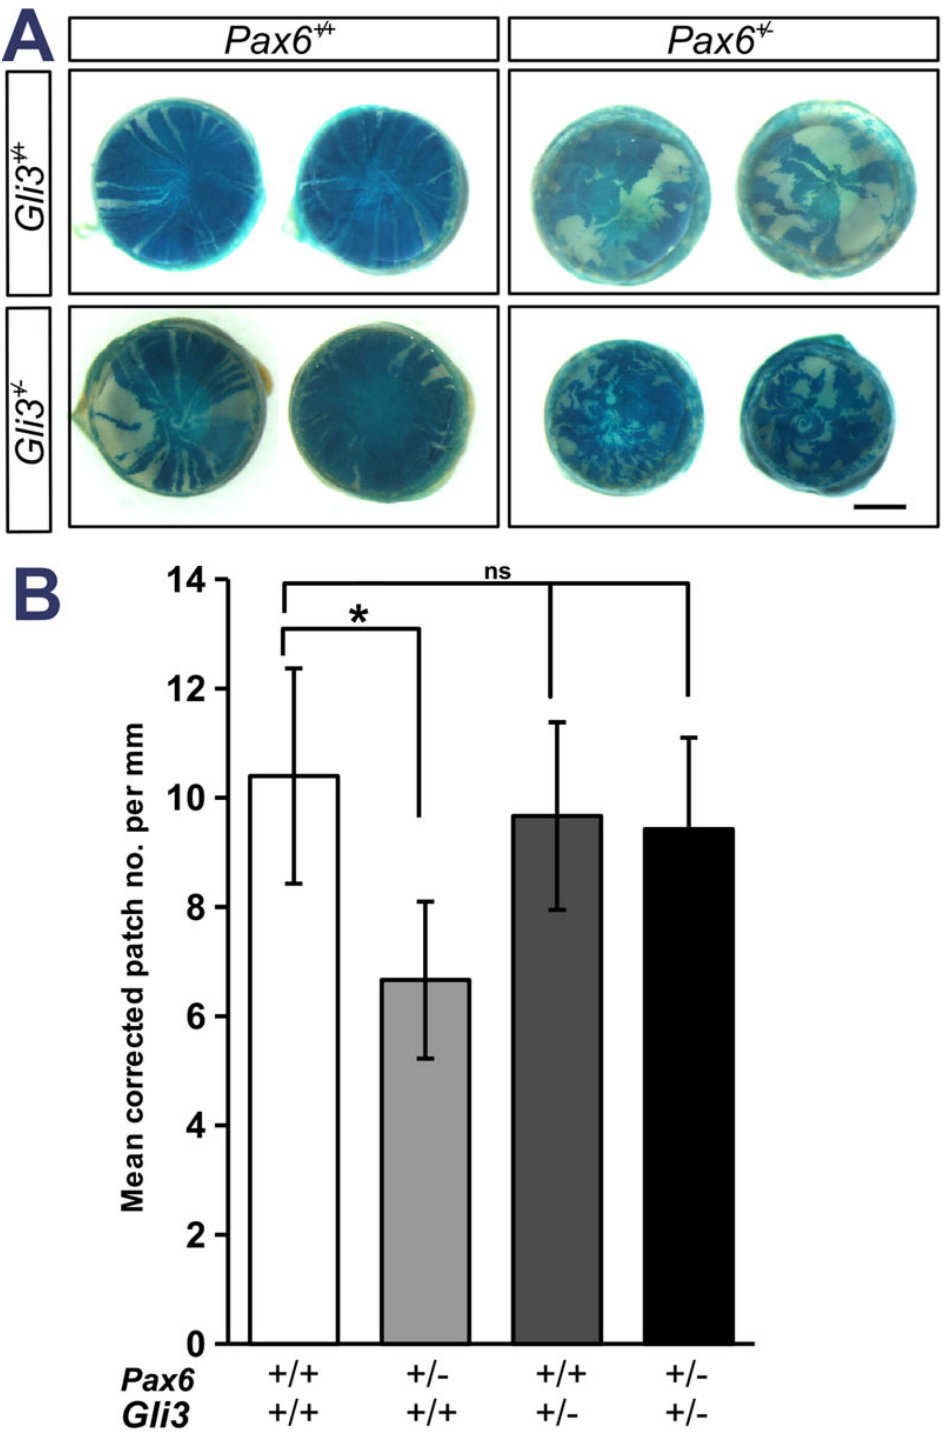 A
Pax6+/+
Pax6+/-
Gli3+/+
Gli3+/-
B
ns
*
14
12
10
8
6
4
2
0
Mean corrected patch no. per mm
Pax6 +/+ +/- +/+ +/-
Gli3 +/+ +/+ +/- +/-